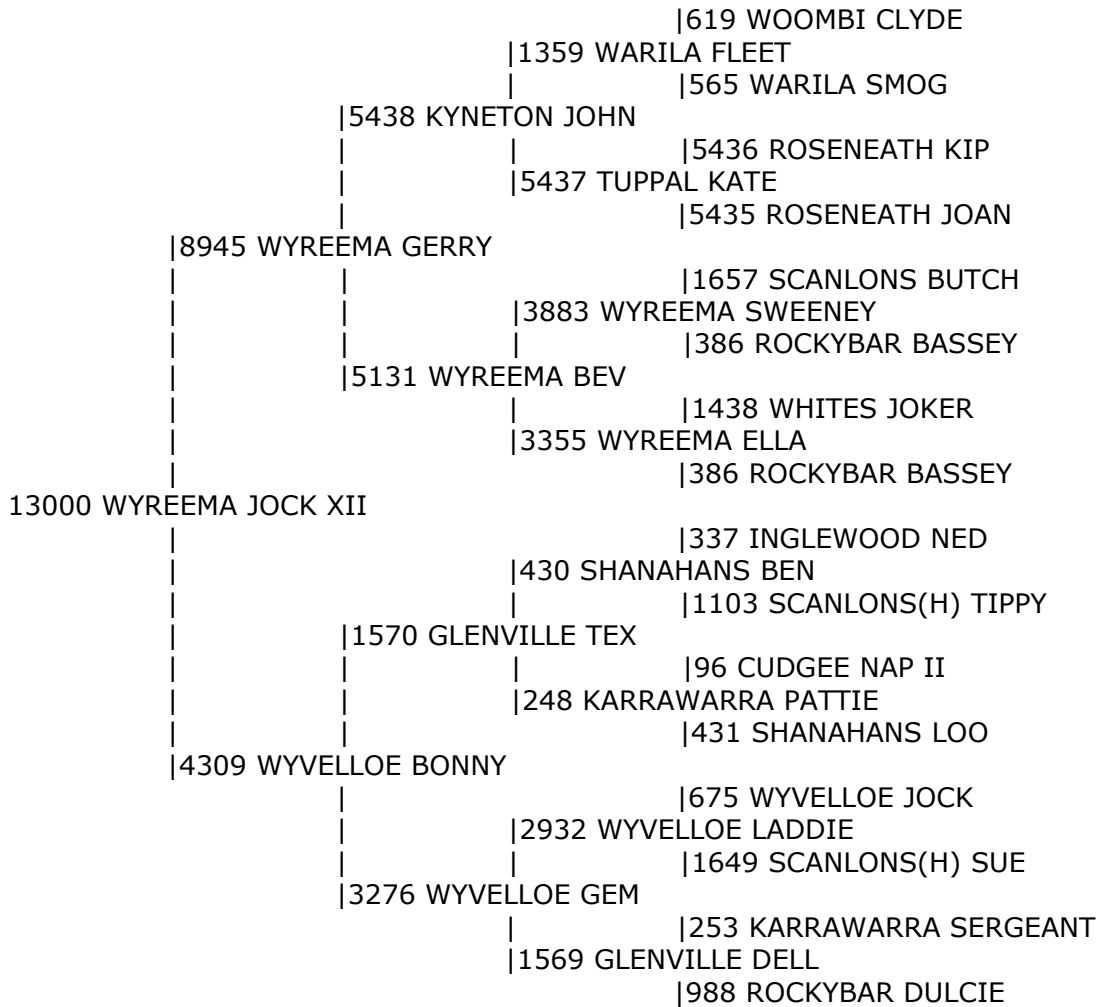 |619 WOOMBI CLYDE
|1359 WARILA FLEET
| |565 WARILA SMOG
|5438 KYNETON JOHN
| | |5436 ROSENEATH KIP
| |5437 TUPPAL KATE
| |5435 ROSENEATH JOAN
|8945 WYREEMA GERRY
| | |1657 SCANLONS BUTCH
| | |3883 WYREEMA SWEENEY
| | | |386 ROCKYBAR BASSEY
| |5131 WYREEMA BEV
| | |1438 WHITES JOKER
| |3355 WYREEMA ELLA
| |386 ROCKYBAR BASSEY
13000 WYREEMA JOCK XII
| |337 INGLEWOOD NED
| |430 SHANAHANS BEN
| | |1103 SCANLONS(H) TIPPY
| |1570 GLENVILLE TEX
| | | |96 CUDGEE NAP II
| | |248 KARRAWARRA PATTIE
| | |431 SHANAHANS LOO
|4309 WYVELLOE BONNY
| |675 WYVELLOE JOCK
| |2932 WYVELLOE LADDIE
| | |1649 SCANLONS(H) SUE
|3276 WYVELLOE GEM
| |253 KARRAWARRA SERGEANT
|1569 GLENVILLE DELL
|988 ROCKYBAR DULCIE